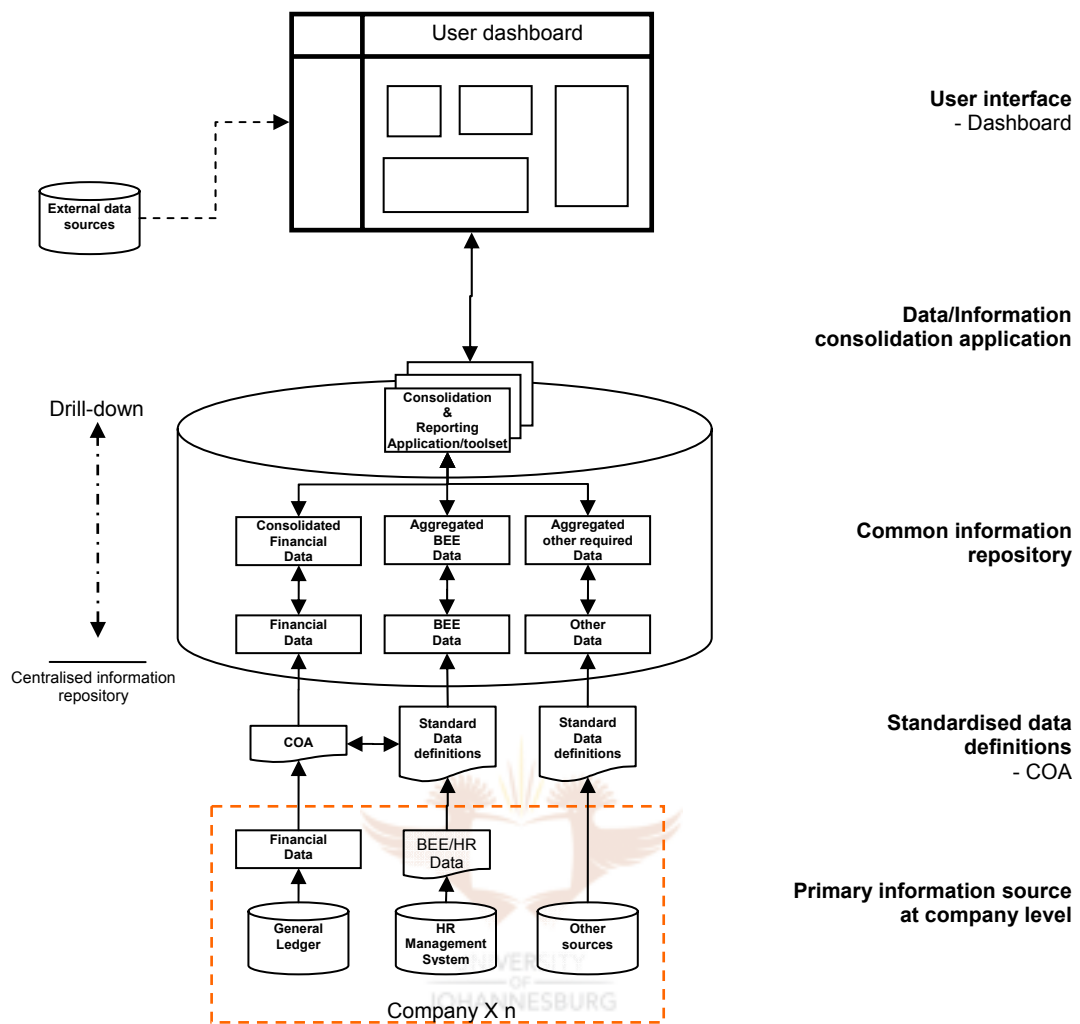 User dashboard
User interface
- Dashboard
External data
sources
Data/Information
consolidation application
Drill-down
Consolidation
&
Reporting
Application/toolset
Consolidated
Financial
Data
Aggregated
BEE
Data
Aggregated
other required
Data
Common information
repository
Financial
Data
BEE
Data
Other
Data
Centralised information
repository
COA
Standard
Data
definitions
Standard
Data
definitions
Standardised data
definitions
- COA
Financial
Data
BEE/HR
Data
Primary information source
at company level
General
Ledger
HR
Management
System
Other
sources
UNIVERSITY
OF
JOHANNESBURG
Company X n